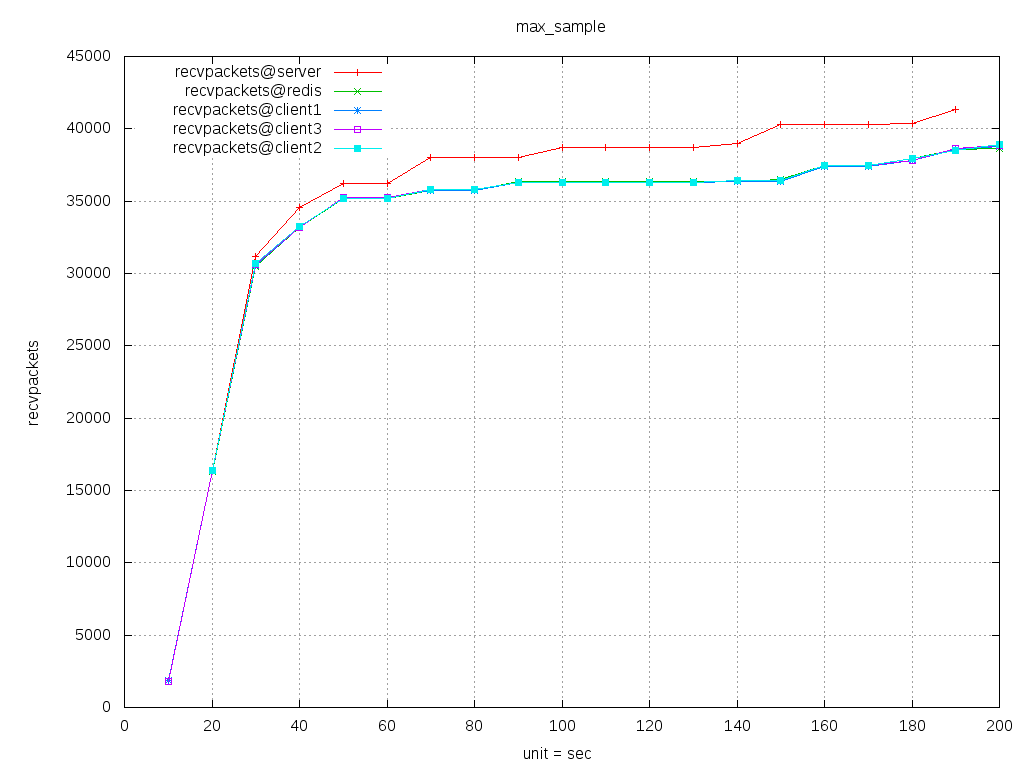 max_sample
45000
40000
35000
30000
25000
20000
15000
10000
5000
0
recvpackets
recvpackets@server
recvpackets@redis
recvpackets@client1
recvpackets@client3
recvpackets@client2
0 20 40 60 80 100 120 140 160 180 200
unit = sec